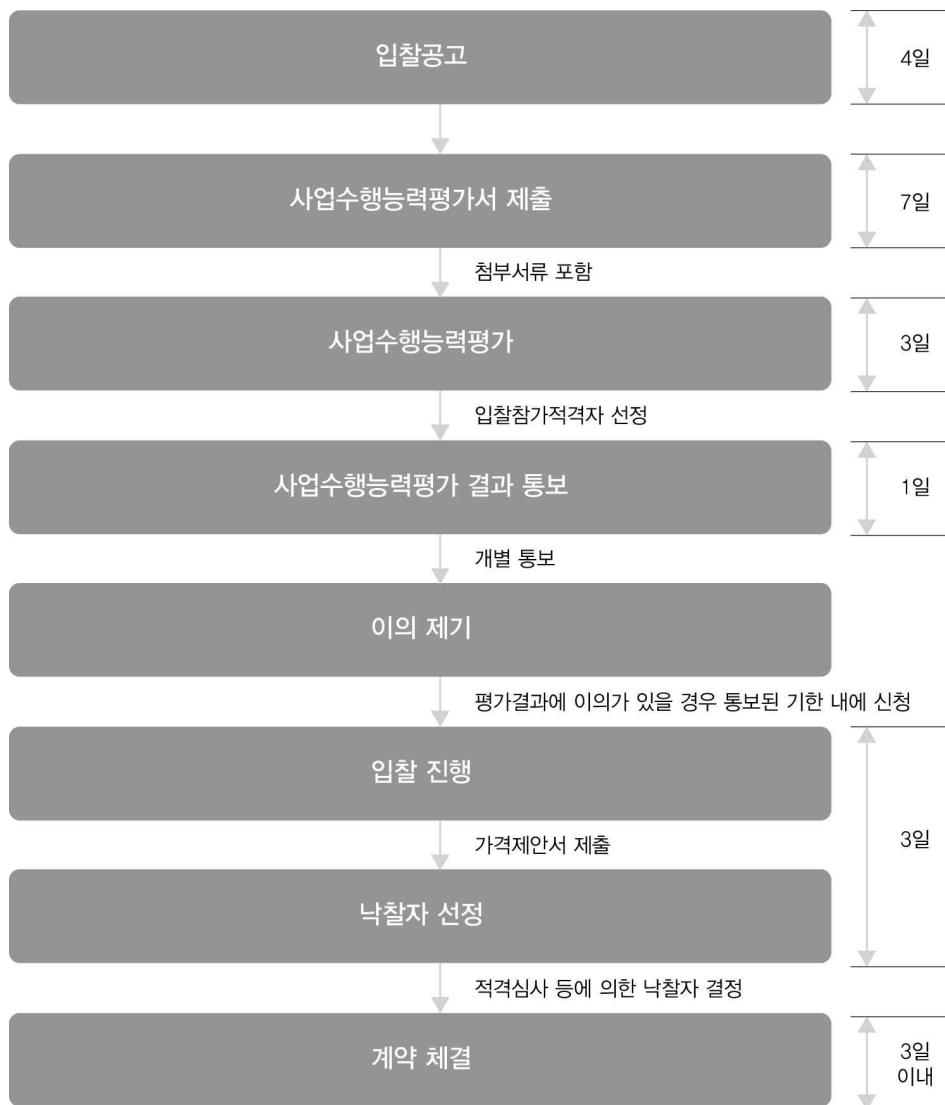 입찰공고
4일
사업수행능력평가서 제출
7일
첨부서류 포함
사업수행능력평가
3일
입찰참가적격자 선정
사업수행능력평가 결과 통보
1일
개별 통보
이의 제기
평가결과에 이의가 있을 경우 통보된 기한 내에 신청
입찰 진행
가격제안서 제출
3일
낙찰자 선정
적격심사 등에 의한 낙찰자 결정
계약 체결
3일
이내